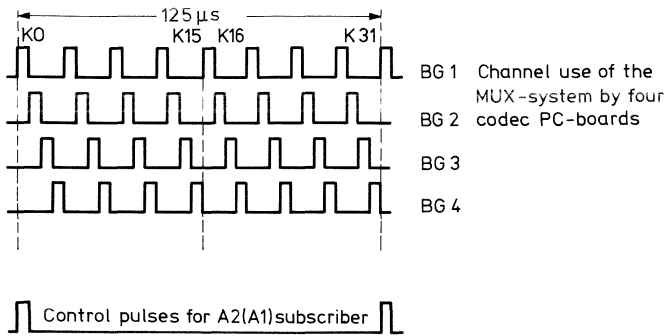 125 μs
K0 K15 K16 K31
BG 1 Channel use of the
MUX-system by four
BG 2 codec PC-boards
BG 3
BG 4
Control pulses for A2(A1)subscriber